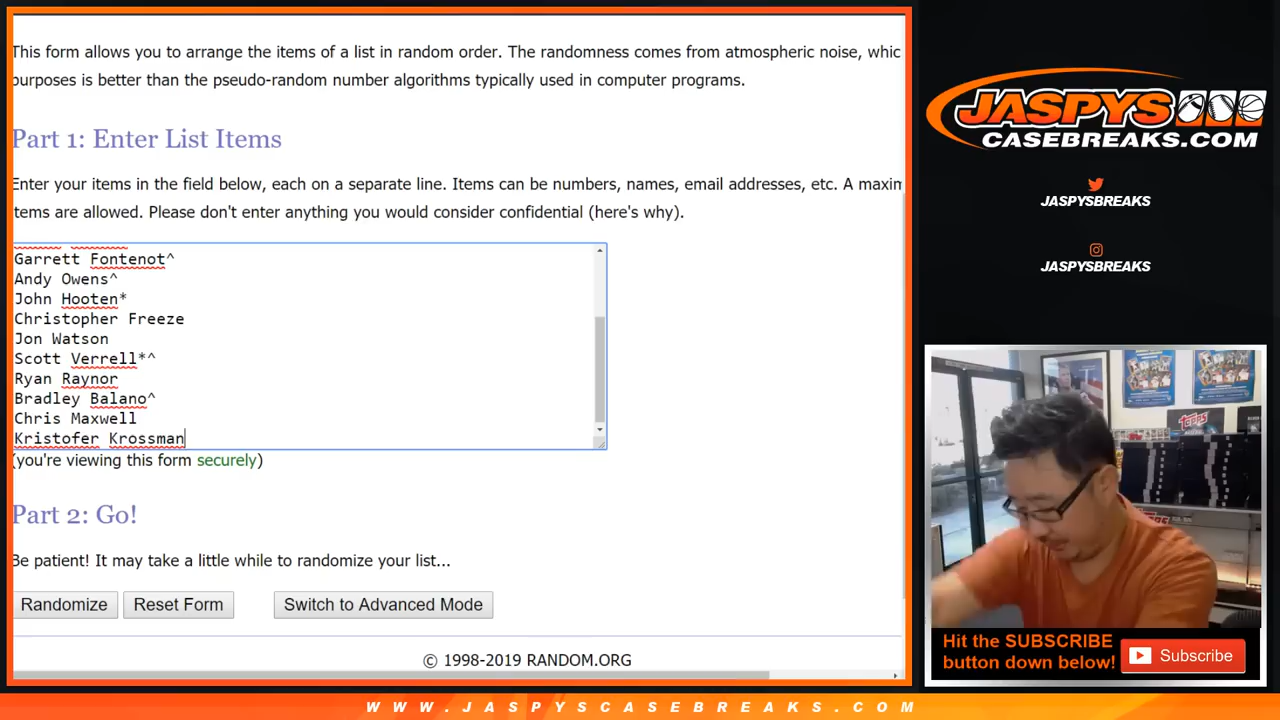 This form allows you to arrange the items of a list in random order. The randomness comes from atmospheric noise, whic
purposes is better than the pseudo-random number algorithms typically used in computer programs.
Part 1: Enter List Items
Enter your items in the field below, each on a separate line. Items can be numbers, names, email addresses, etc. A maxim
items are allowed. Please don't enter anything you would consider confidential (here's why).
Garrett Fontenot^
Andy Owens^
John Hooten*
Christopher Freeze
Jon Watson
Scott Verrell*^
Ryan Raynor
Bradley Balano^
Chris Maxwell
Kristofer Krossman
(you're viewing this form securely)
Part 2: Go!
Be patient! It may take a little while to randomize your list...
Randomize Reset Form Switch to Advanced Mode
© 1998-2019 RANDOM.ORG
JASPYS
CASEBREAKS.COM
JASPYSBREAKS
JASPYSBREAKS
Topps
Hit the SUBSCRIBE
button down below!
Subscribe
WWW.JASPYSCASEBREAKS.COM